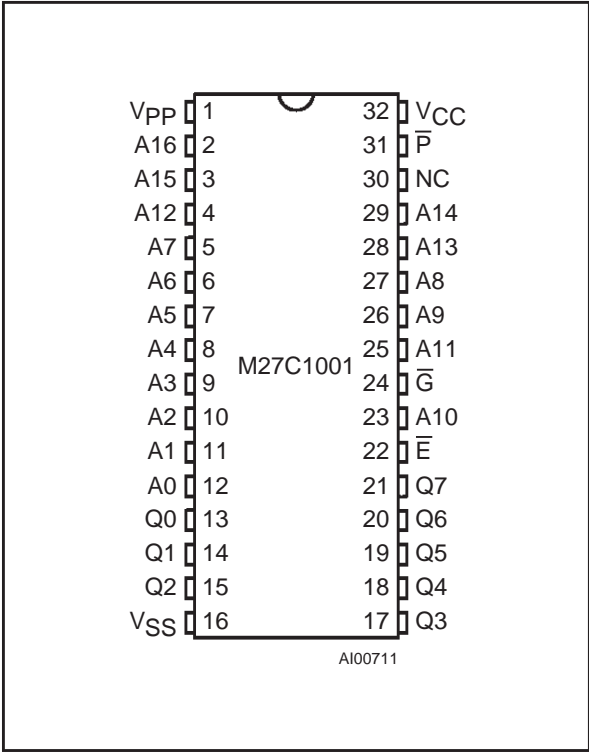 VPP 1 32 VCC
A16 2 31 P̅
A15 3 30 NC
A12 4 29 A14
A7 5 28 A13
A6 6 27 A8
A5 7 26 A9
A4 8 25 A11
M27C1001
A3 9 24 G̅
A2 10 23 A10
A1 11 22 E̅
A0 12 21 Q7
Q0 13 20 Q6
Q1 14 19 Q5
Q2 15 18 Q4
VSS 16 17 Q3
AI00711